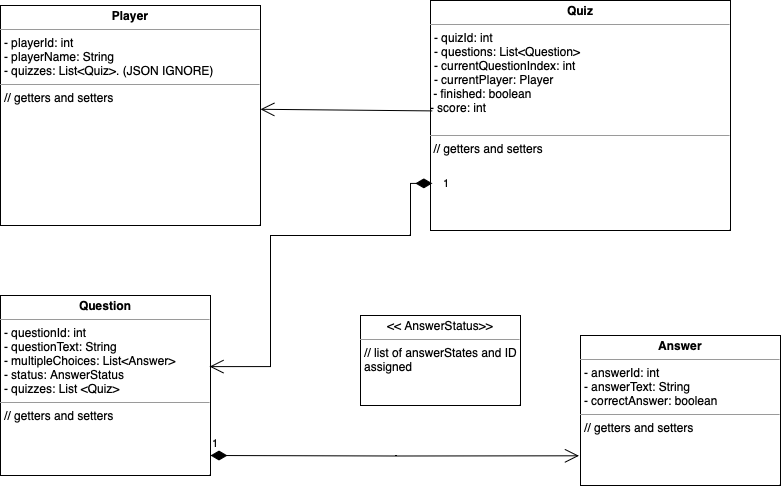 Player
- playerId: int
- playerName: String
- quizzes: List<Quiz>. (JSON IGNORE)
// getters and setters
Quiz
- quizId: int
- questions: List<Question>
- currentQuestionIndex: int
- currentPlayer: Player
- finished: boolean
- score: int
// getters and setters
1
Question
- questionId: int
- questionText: String
- multipleChoices: List<Answer>
- status: AnswerStatus
- quizzes: List <Quiz>
// getters and setters
1
<< AnswerStatus>>
// list of answerStates and ID
assigned
Answer
- answerId: int
- answerText: String
- correctAnswer: boolean
// getters and setters